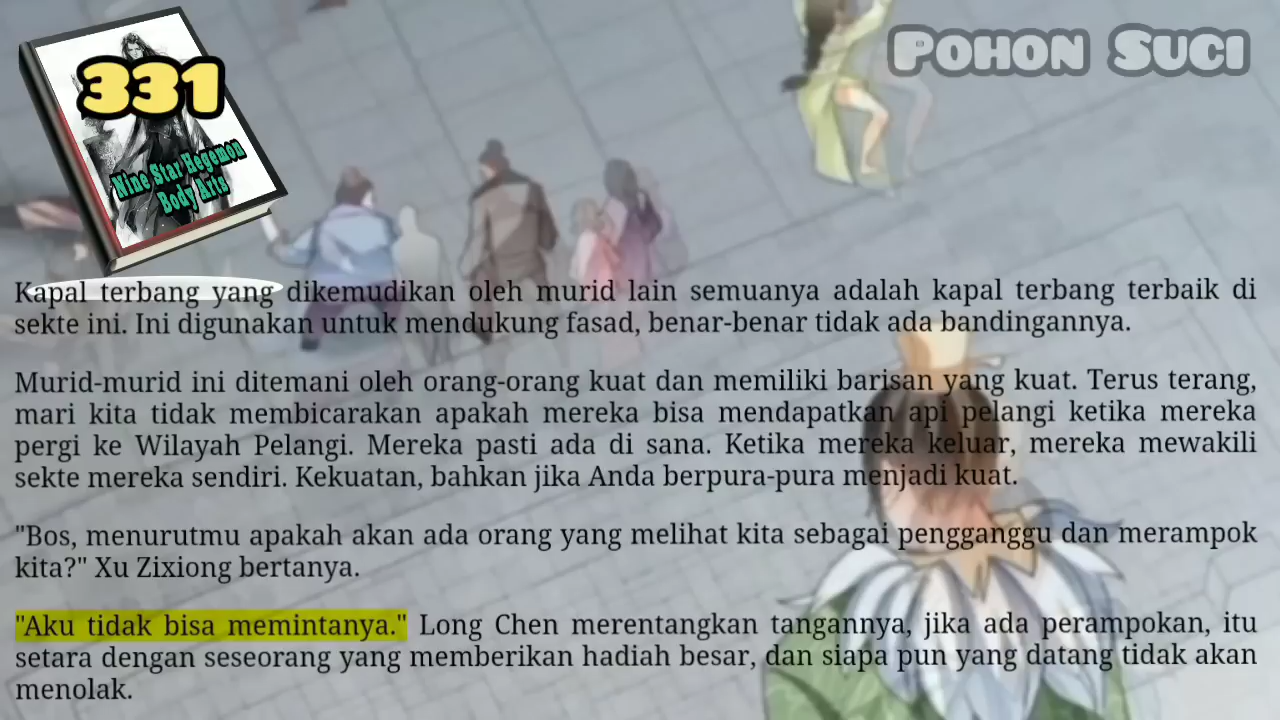 331
Nine Star Hegemon
Body Arts
Pohon Suci
Kapal terbang yang dikemudikan oleh murid lain semuanya adalah kapal terbang terbaik di
sekte ini. Ini digunakan untuk mendukung fasad, benar-benar tidak ada bandingannya.
Murid-murid ini ditemani oleh orang-orang kuat dan memiliki barisan yang kuat. Terus terang,
mari kita tidak membicarakan apakah mereka bisa mendapatkan api pelangi ketika mereka
pergi ke Wilayah Pelangi. Mereka pasti ada di sana. Ketika mereka keluar, mereka mewakili
sekte mereka sendiri. Kekuatan, bahkan jika Anda berpura-pura menjadi kuat.
"Bos, menurutmu apakah akan ada orang yang melihat kita sebagai pengganggu dan merampok
kita?" Xu Zixiong bertanya.
"Aku tidak bisa memintanya." Long Chen merentangkan tangannya, jika ada perampokan, itu
setara dengan seseorang yang memberikan hadiah besar, dan siapa pun yang datang tidak akan
menolak.